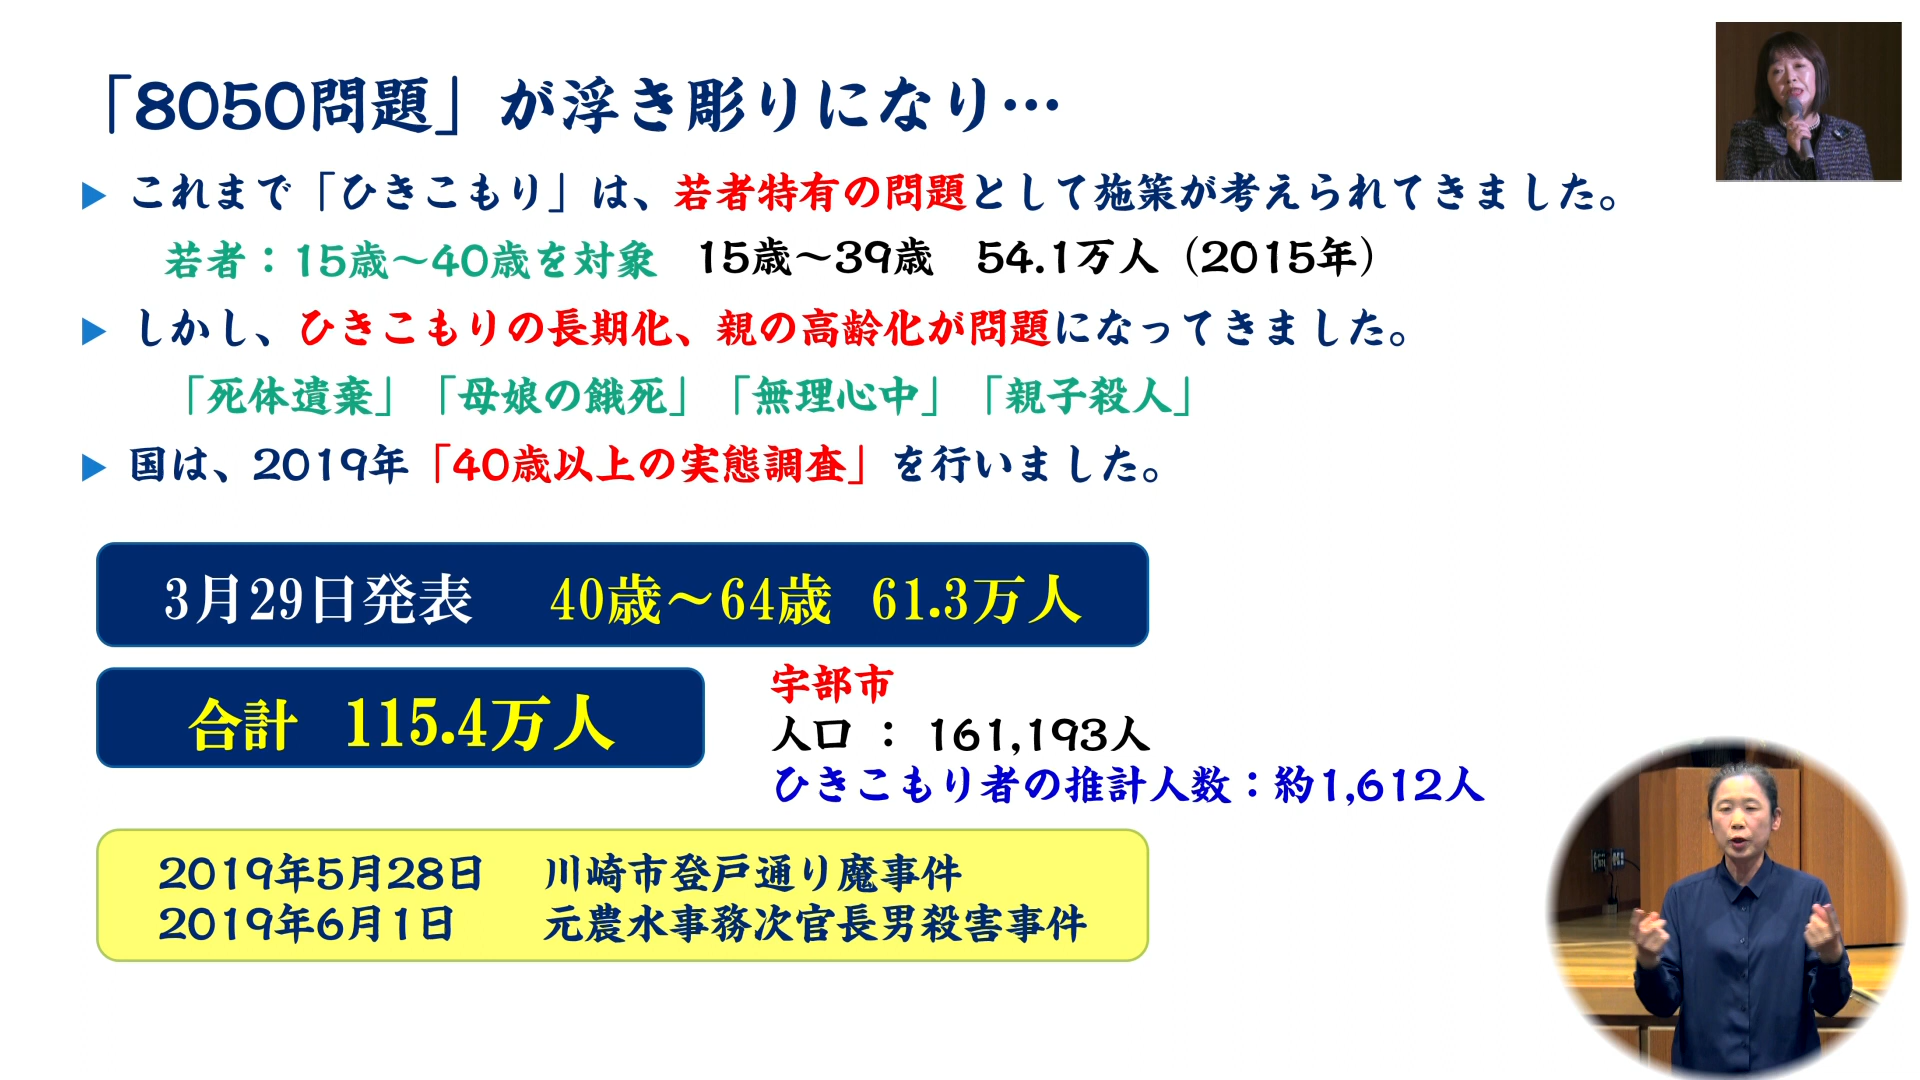 「8050問題」が浮き彫りになり…
これまで「ひきこもり」は、若者特有の問題として施策が考えられてきました。
若者：15歳～40歳を対象　15歳～39歳　54.1万人（2015年）
しかし、ひきこもりの長期化、親の高齢化が問題になってきました。
「死体遺棄」「母娘の餓死」「無理心中」「親子殺人」
国は、2019年「40歳以上の実態調査」を行いました。
3月29日発表　40歳～64歳　61.3万人
合計　115.4万人
宇部市
人口 ： 161,193人
ひきこもり者の推計人数：約1,612人
2019年5月28日　川崎市登戸通り魔事件
2019年6月1日　元農水事務次官長男殺害事件